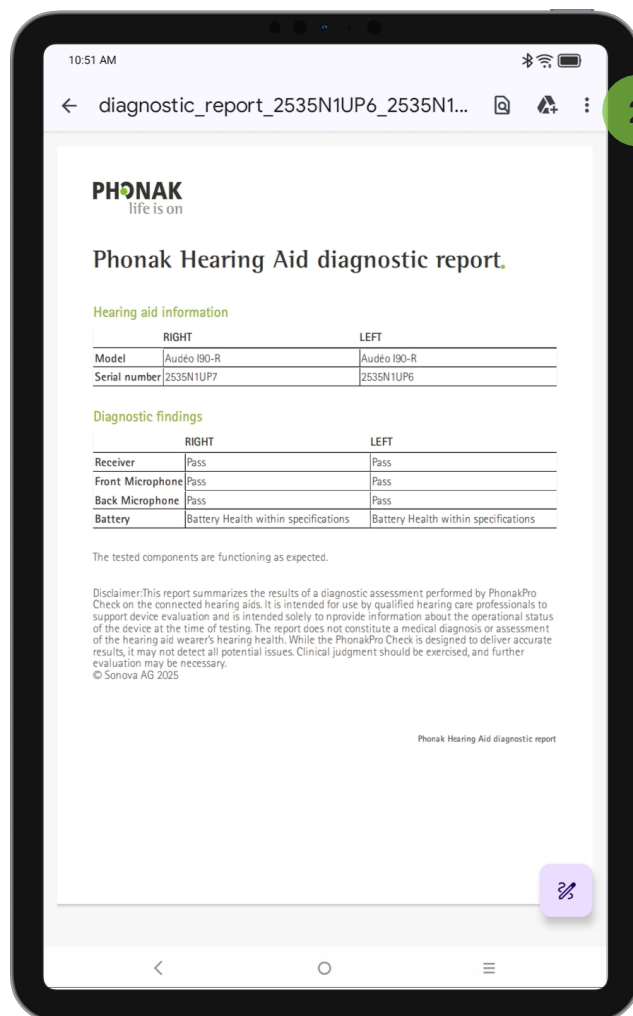 10:51 AM
diagnostic_report_2535N1UP6_2535N1...
PHONAK
life is on
Phonak Hearing Aid diagnostic report.
Hearing aid information
RIGHT LEFT
Model Audéo I90-R Audéo I90-R
Serial number 2535N1UP7 2535N1UP6
Diagnostic findings
RIGHT LEFT
Receiver Pass Pass
Front Microphone Pass Pass
Back Microphone Pass Pass
Battery Battery Health within specifications Battery Health within specifications
The tested components are functioning as expected.
Disclaimer:This report summarizes the results of a diagnostic assessment performed by PhonakPro
Check on the connected hearing aids. It is intended for use by qualified hearing care professionals to
support device evaluation and is intended solely to nprovide information about the operational status
of the device at the time of testing. The report does not constitute a medical diagnosis or assessment
of the hearing aid wearer's hearing health. While the PhonakPro Check is designed to deliver accurate
results, it may not detect all potential issues. Clinical judgment should be exercised, and further
evaluation may be necessary.
© Sonova AG 2025
Phonak Hearing Aid diagnostic report